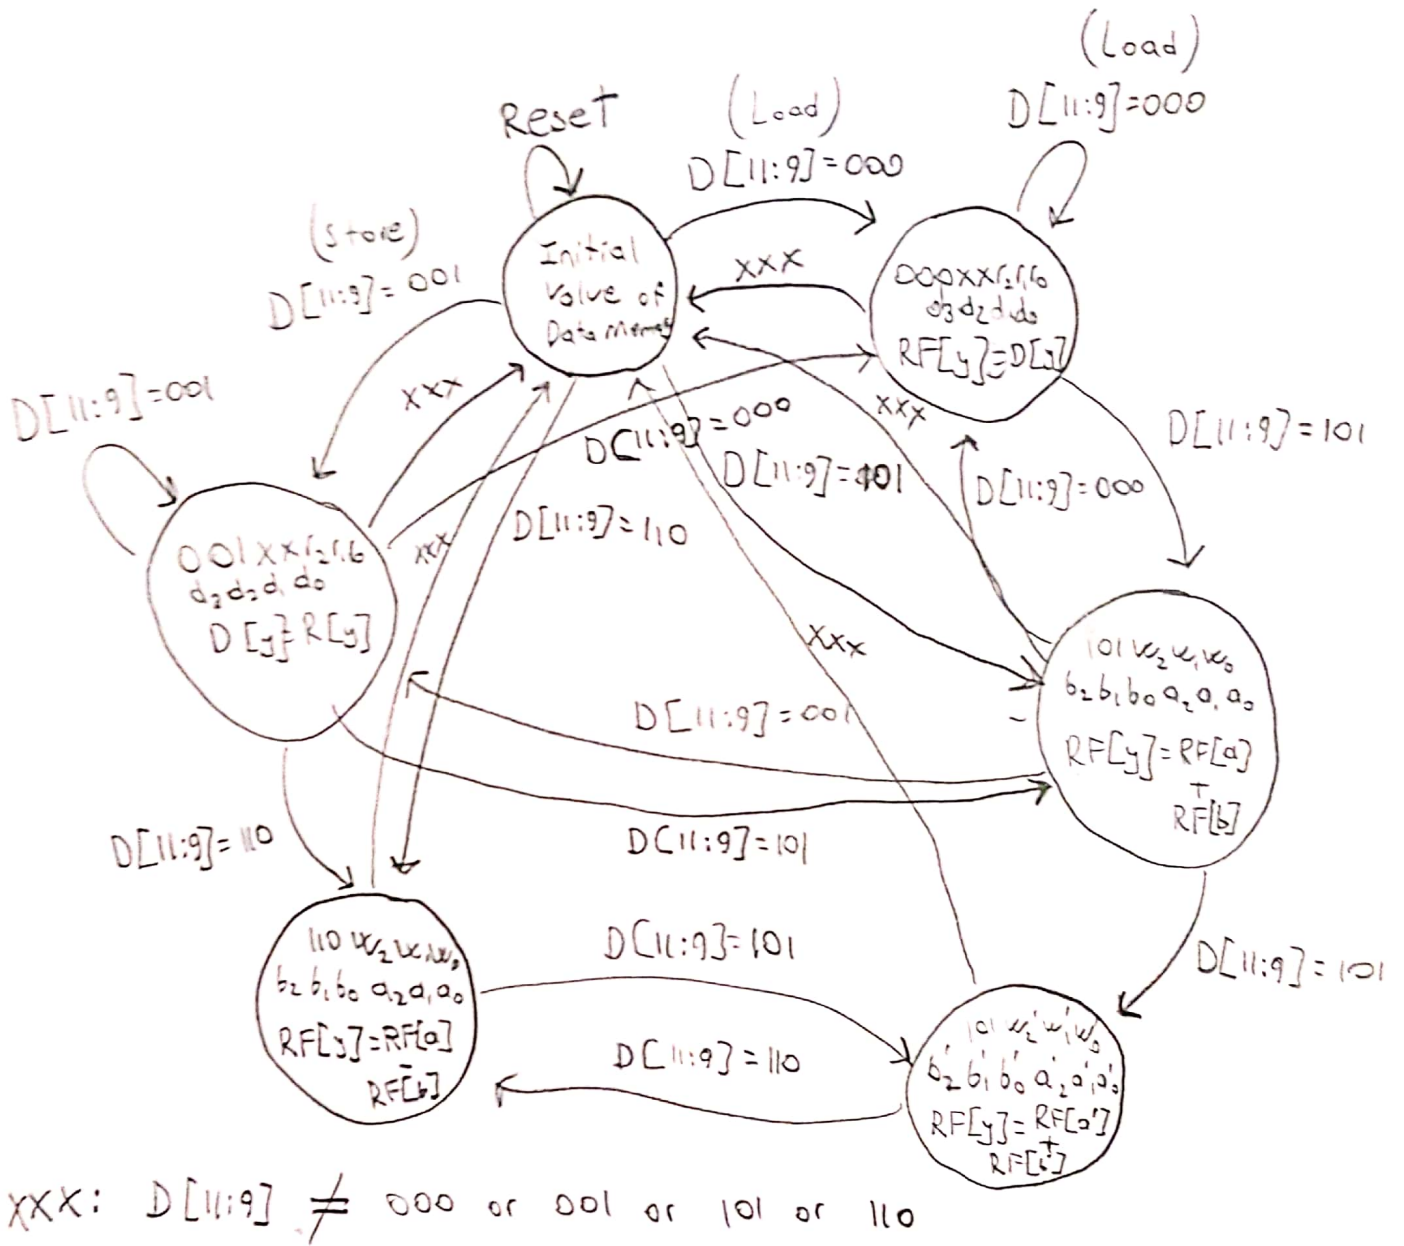 (Load)
D[11:9]=000
Reset
(Load)
D[11:9]=000
(Store)
D[11:9]=001
Initial
Value of
Data Memory
XXX
000XXr₂r₁r₀
d₃d₂d₁d₀
RF[y]=D[y]
D[11:9]=001
XXX
XXX
D[11:9]=000
D[11:9]=101
D[11:9]=101
D[11:9]=000
D[11:9]=110
XXX
001XXr₂r₁r₀
d₃d₂d₁d₀
D[y]=R[y]
XXX
101w₂w₁w₀
b₂b₁b₀a₂a₁a₀
RF[y]=RF[a]
+
RF[b]
D[11:9]=001
D[11:9]=101
D[11:9]=110
110w₂w₁w₀
b₂b₁b₀a₂a₁a₀
RF[y]=RF[a]
-
RF[b]
D[11:9]=101
D[11:9]=101
D[11:9]=110
101w₂'w₁'w₀'
b₂'b₁'b₀'a₂'a₁'a₀'
RF[y]=RF[a']
+
RF[b']
XXX: D[11:9] ≠ 000 or 001 or 101 or 110